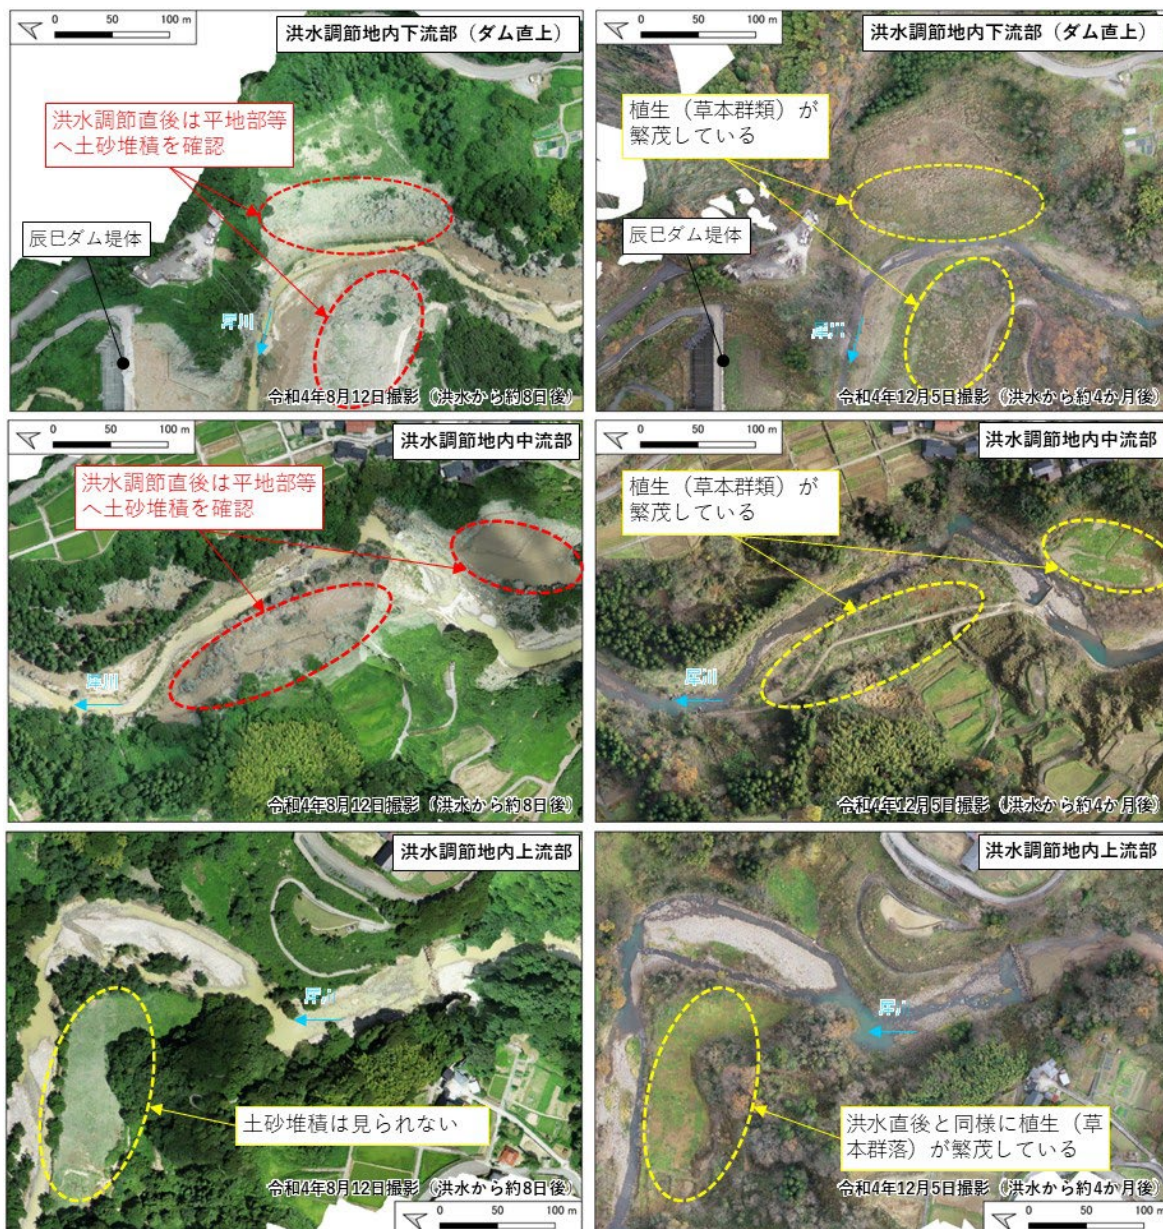 0 50 100 m
洪水調節地内下流部（ダム直上）
洪水調節直後は平地部等
へ土砂堆積を確認
辰巳ダム堤体
犀川
令和4年8月12日撮影（洪水から約8日後）
0 50 100 m
洪水調節地内下流部（ダム直上）
植生（草本群類）が
繁茂している
辰巳ダム堤体
令和4年12月5日撮影（洪水から約4か月後）
0 50 100 m
洪水調節地内中流部
洪水調節直後は平地部等
へ土砂堆積を確認
犀川
令和4年8月12日撮影（洪水から約8日後）
0 50 100 m
洪水調節地内中流部
植生（草本群類）が
繁茂している
犀川
令和4年12月5日撮影（洪水から約4か月後）
洪水調節地内上流部
土砂堆積は見られない
令和4年8月12日撮影（洪水から約8日後）
0 50 100 m
洪水調節地内上流部
洪水直後と同様に植生（草
本群落）が繁茂している
令和4年12月5日撮影（洪水から約4か月後）
0 50 100 m